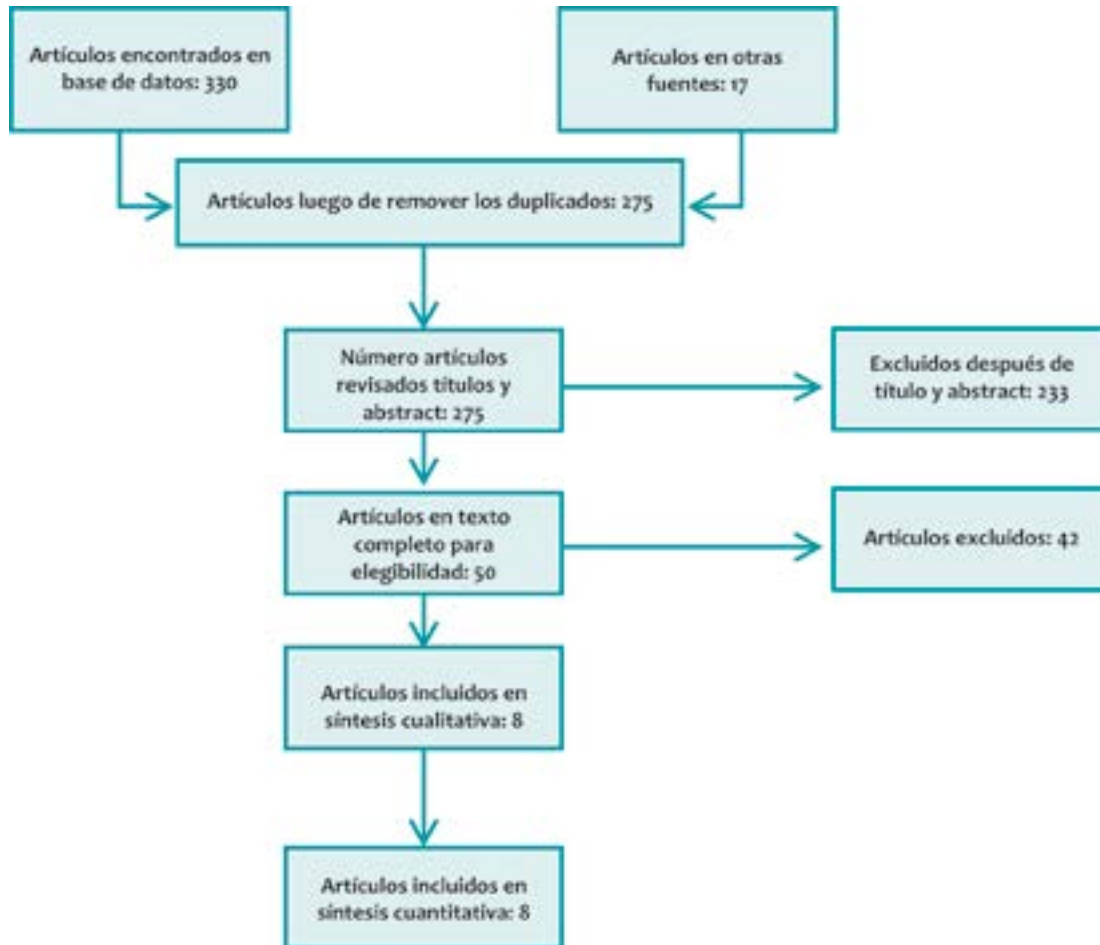 Artículos encontrados en
base de datos: 330
Artículos en otras
fuentes: 17
Artículos luego de remover los duplicados: 275
Número artículos
revisados títulos y
abstract: 275
Excluidos después de
título y abstract: 233
Artículos en texto
completo para
elegibilidad: 50
Artículos excluidos: 42
Artículos incluidos en
síntesis cualitativa: 8
Artículos incluidos en
síntesis cuantitativa: 8